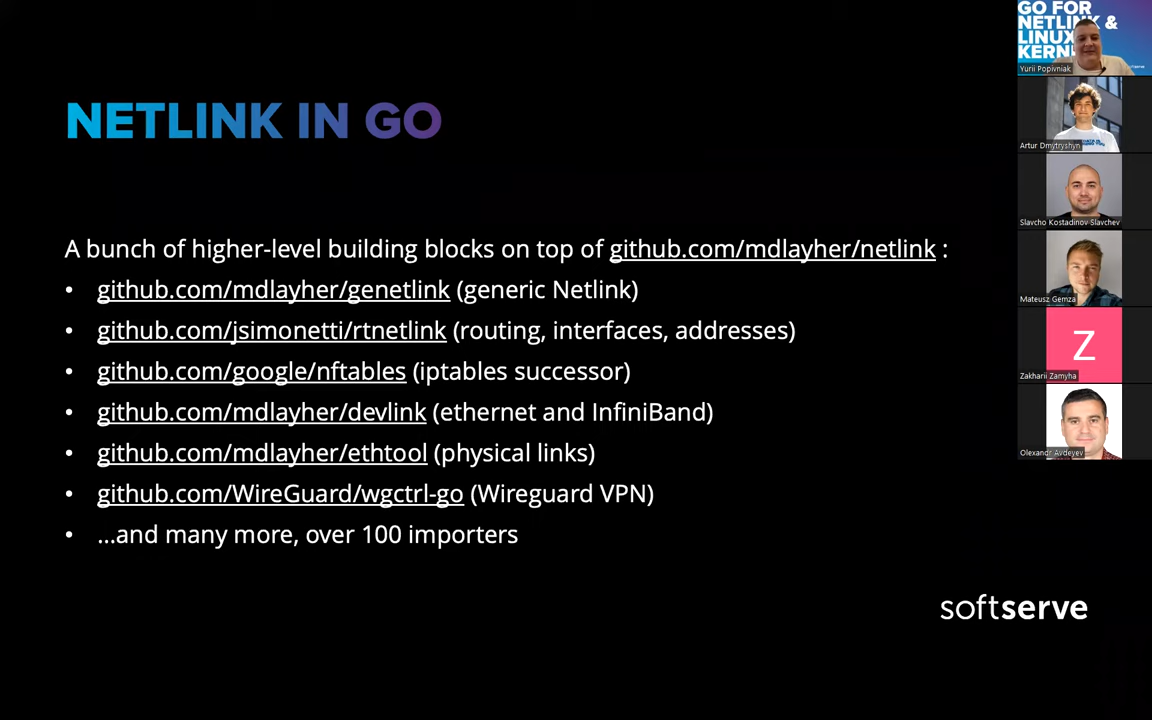 NETLINK IN GO
A bunch of higher-level building blocks on top of github.com/mdlayher/netlink :
• github.com/mdlayher/genetlink (generic Netlink)
• github.com/jsimonetti/rtnetlink (routing, interfaces, addresses)
• github.com/google/nftables (iptables successor)
• github.com/mdlayher/devlink (ethernet and InfiniBand)
• github.com/mdlayher/ethtool (physical links)
• github.com/WireGuard/wgctrl-go (Wireguard VPN)
• ...and many more, over 100 importers
softserve
GO FOR
NETLINK &
LINUX
Yurii Popivniak
Artur Dmytryshyn
Slavcho Kostadinov Slavchev
Mateusz Gemza
Z
Zakharii Zamyha
Olexandr Avdeyev